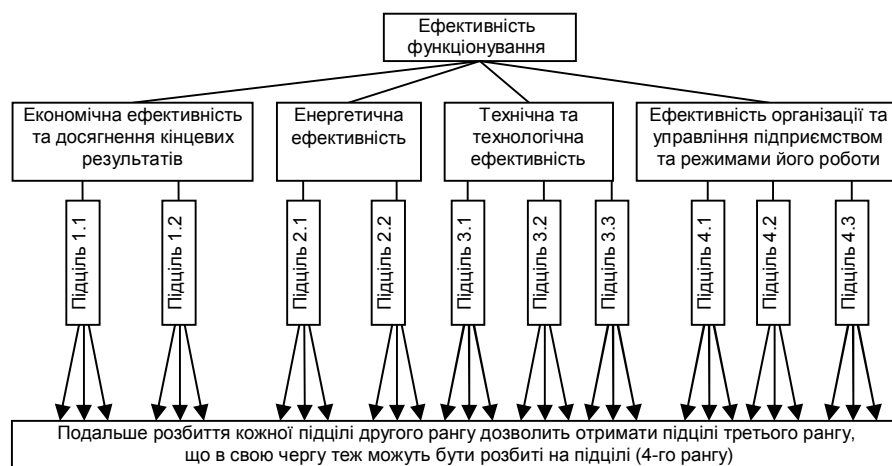 Ефективність
функціонування
Економічна ефективність
та досягнення кінцевих
результатів
Енергетична
ефективність
Технічна та
технологічна
ефективність
Ефективність організації та
управління підприємством
та режимами його роботи
Підціль 1.1
Підціль 1.2
Підціль 2.1
Підціль 2.2
Підціль 3.1
Підціль 3.2
Підціль 3.3
Підціль 4.1
Підціль 4.2
Підціль 4.3
Подальше розбиття кожної підцілі другого рангу дозволить отримати підцілі третього рангу,
що в свою чергу теж можуть бути розбиті на підцілі (4-го рангу)